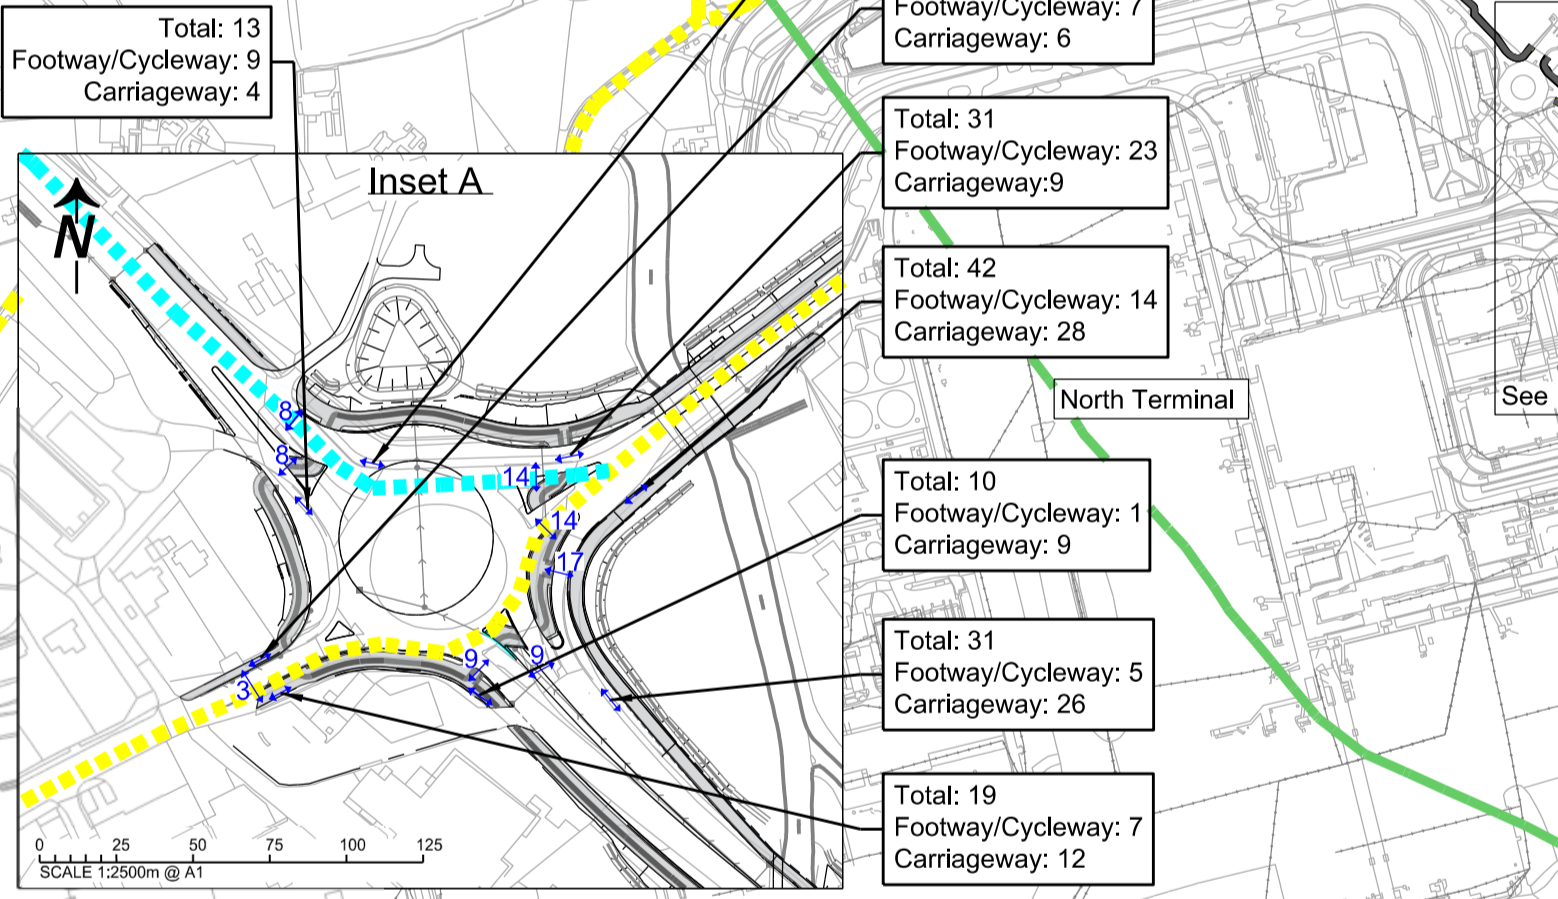 Total: 13
Footway/Cycleway: 9
Carriageway: 4
Footway/Cycleway: 7
Carriageway: 6
Total: 31
Footway/Cycleway: 23
Carriageway:9
Inset A
N
Total: 42
Footway/Cycleway: 14
Carriageway: 28
North Terminal
See
8
8
14
14
17
Total: 10
Footway/Cycleway: 1
Carriageway: 9
9
9
3
Total: 31
Footway/Cycleway: 5
Carriageway: 26
Total: 19
Footway/Cycleway: 7
Carriageway: 12
0 25 50 75 100 125
SCALE 1:2500m @ A1